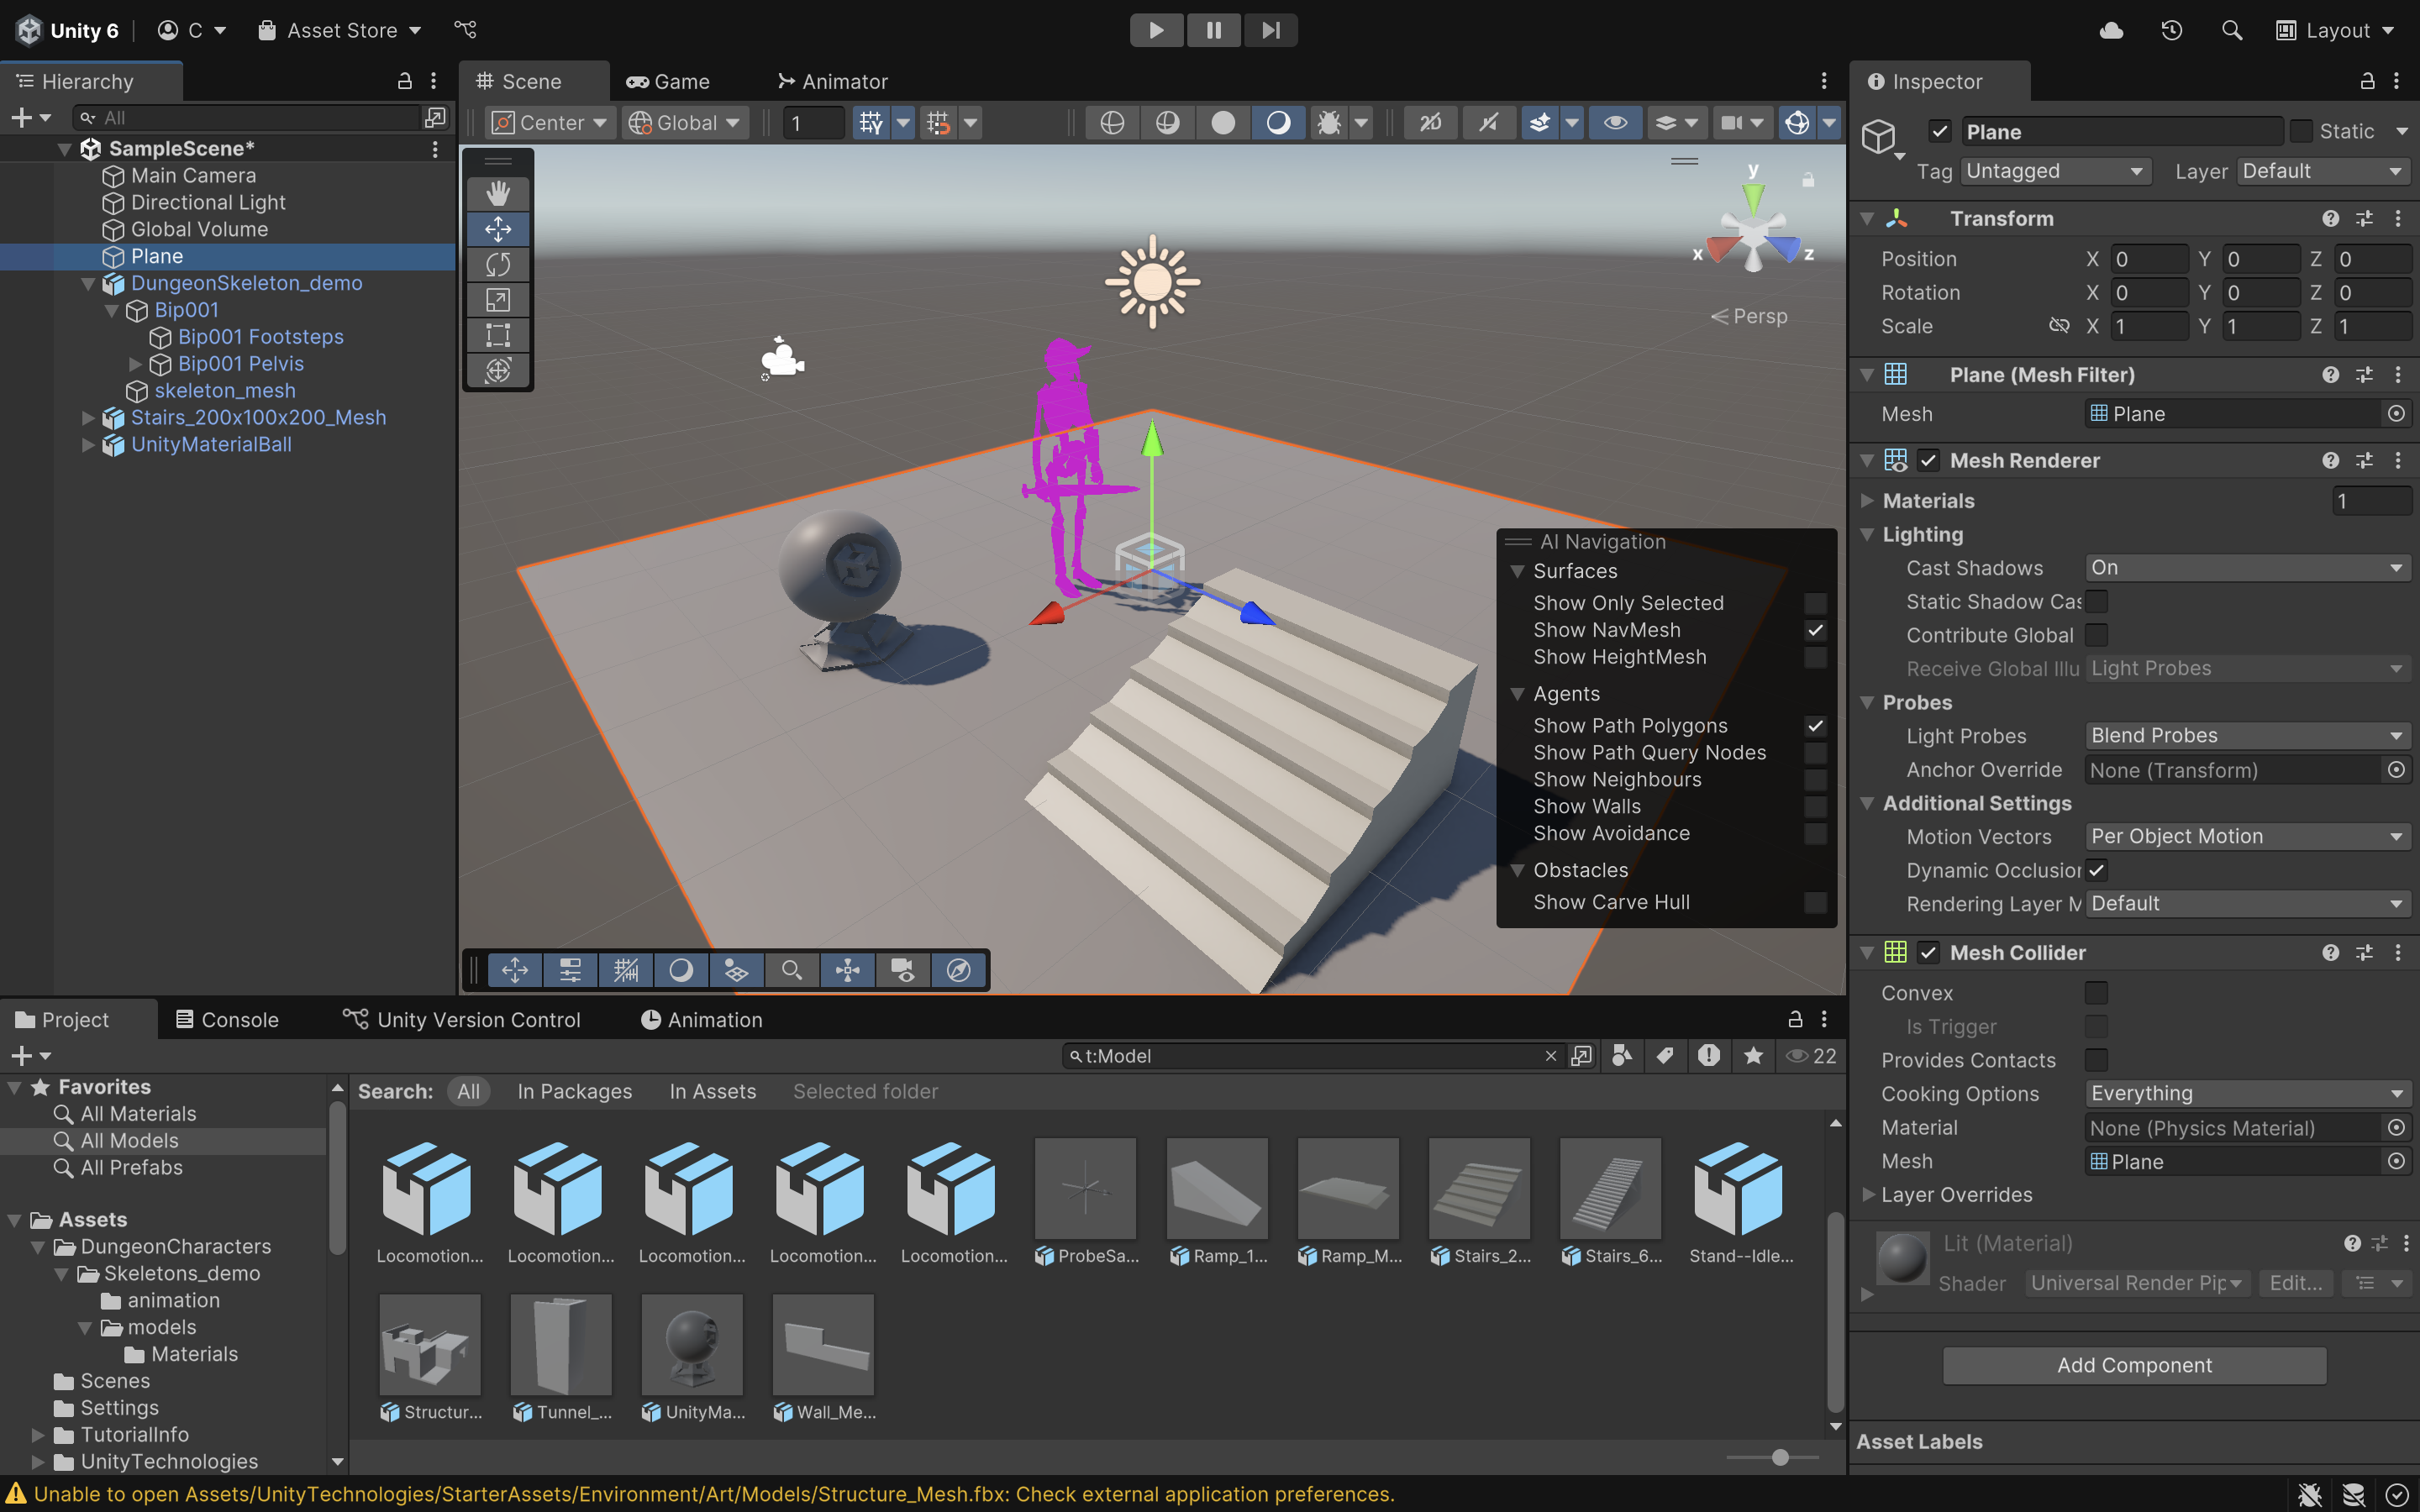 Unity 6
C
Asset Store
Layout
Hierarchy
All
SampleScene*
Main Camera
Directional Light
Global Volume
Plane
DungeonSkeleton_demo
Bip001
Bip001 Footsteps
Bip001 Pelvis
skeleton_mesh
Stairs_200x100x200_Mesh
UnityMaterialBall
Scene
Game
Animator
Center
Global
1
2D
y
x
z
Persp
AI Navigation
Surfaces
Show Only Selected
Show NavMesh
Show HeightMesh
Agents
Show Path Polygons
Show Path Query Nodes
Show Neighbours
Show Walls
Show Avoidance
Obstacles
Show Carve Hull
Inspector
Plane
Static
Tag Untagged Layer Default
Transform
Position X 0 Y 0 Z 0
Rotation X 0 Y 0 Z 0
Scale X 1 Y 1 Z 1
Plane (Mesh Filter)
Mesh Plane
Mesh Renderer
Materials 1
Lighting
Cast Shadows On
Static Shadow Cas
Contribute Global
Receive Global Illu Light Probes
Probes
Light Probes Blend Probes
Anchor Override None (Transform)
Additional Settings
Motion Vectors Per Object Motion
Dynamic Occlusion
Rendering Layer M Default
Mesh Collider
Convex
Is Trigger
Provides Contacts
Cooking Options Everything
Material None (Physics Material)
Mesh Plane
Layer Overrides
Lit (Material)
Shader Universal Render Pip Edit...
Add Component
Asset Labels
Project
Console
Unity Version Control
Animation
t:Model
22
Favorites
All Materials
All Models
All Prefabs
Assets
DungeonCharacters
Skeletons_demo
animation
models
Materials
Scenes
Settings
TutorialInfo
UnityTechnologies
Search: All In Packages In Assets Selected folder
Locomotion... Locomotion... Locomotion... Locomotion... Locomotion... ProbeSa... Ramp_1... Ramp_M... Stairs_2... Stairs_6... Stand--Idle...
Structur... Tunnel_... UnityMa... Wall_Me...
Unable to open Assets/UnityTechnologies/StarterAssets/Environment/Art/Models/Structure_Mesh.fbx: Check external application preferences.